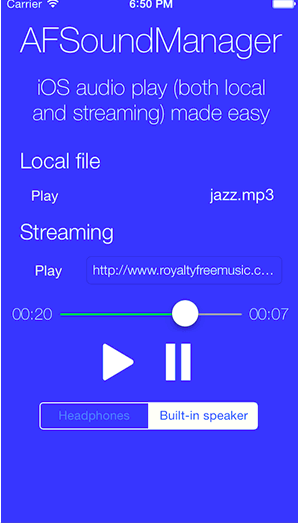 Carrier 6:50 PM
AFSoundManager
iOS audio play (both local
and streaming) made easy
Local file
Play jazz.mp3
Streaming
Play http://www.royaltyfreemusic.c...
00:20 00:07
Headphones Built-in speaker